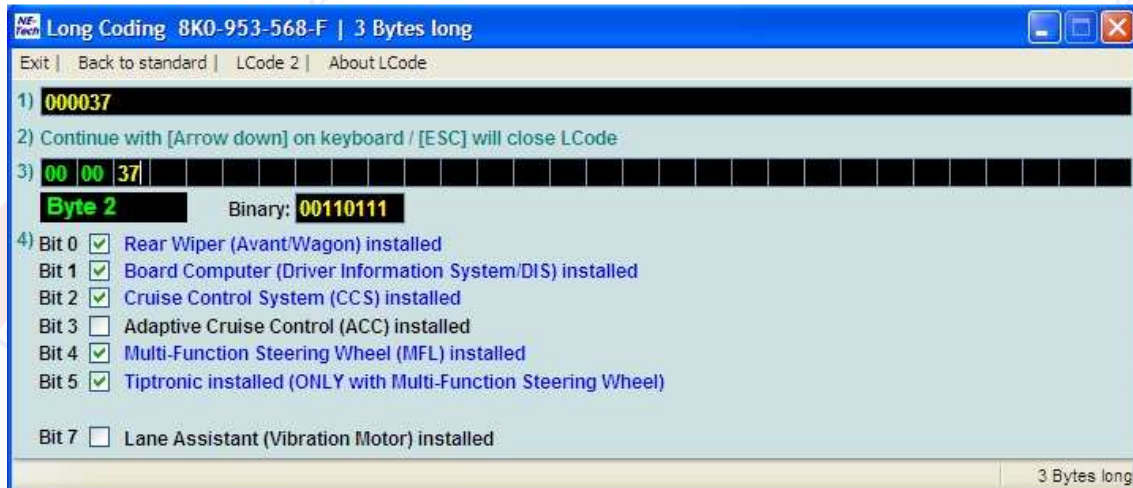 NE-Tech Long Coding 8K0-953-568-F | 3 Bytes long
Exit | Back to standard | LCode 2 | About LCode
1) 000037
2) Continue with [Arrow down] on keyboard / [ESC] will close LCode
3) 00 00 37
Byte 2 Binary: 00110111
4) Bit 0 Rear Wiper (Avant/Wagon) installed
Bit 1 Board Computer (Driver Information System/DIS) installed
Bit 2 Cruise Control System (CCS) installed
Bit 3 Adaptive Cruise Control (ACC) installed
Bit 4 Multi-Function Steering Wheel (MFL) installed
Bit 5 Tiptronic installed (ONLY with Multi-Function Steering Wheel)
Bit 7 Lane Assistant (Vibration Motor) installed
3 Bytes long